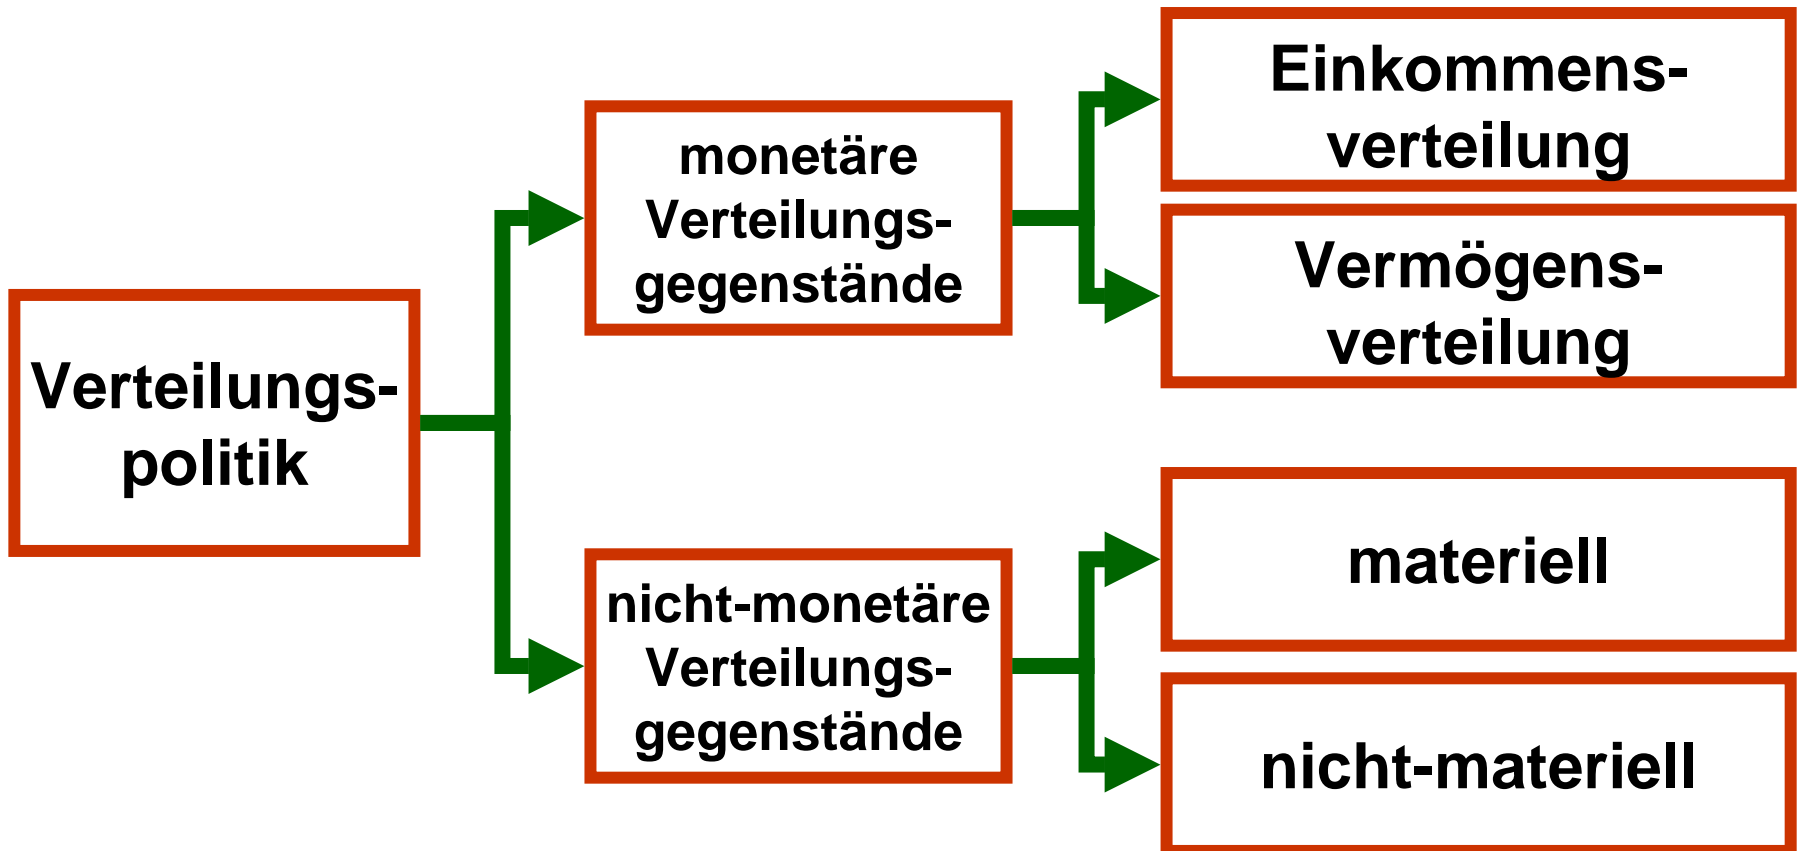 Verteilungs-
politik
monetäre
Verteilungs-
gegenstände
Einkommens-
verteilung
Vermögens-
verteilung
nicht-monetäre
Verteilungs-
gegenstände
materiell
nicht-materiell